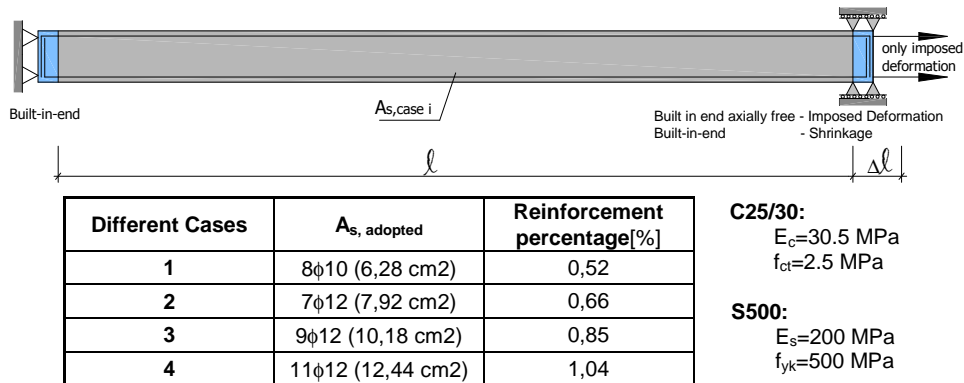 only imposed
deformation
Built-in-end
As,case i
Built in end axially free - Imposed Deformation
Built-in-end - Shrinkage
ℓ
Δℓ
Different Cases As, adopted Reinforcement percentage[%]
1 8ϕ10 (6,28 cm2) 0,52
2 7ϕ12 (7,92 cm2) 0,66
3 9ϕ12 (10,18 cm2) 0,85
4 11ϕ12 (12,44 cm2) 1,04
C25/30:
Ec=30.5 MPa
fct=2.5 MPa
S500:
Es=200 MPa
fyk=500 MPa